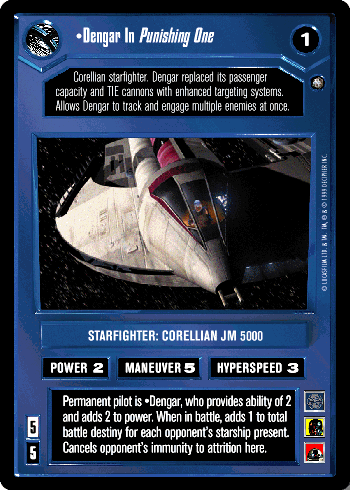 •Dengar In Punishing One
1
Corellian starfighter. Dengar replaced its passenger
capacity and TIE cannons with enhanced targeting systems.
Allows Dengar to track and engage multiple enemies at once.
STARFIGHTER: CORELLIAN JM 5000
POWER 2 MANEUVER 5 HYPERSPEED 3
Permanent pilot is •Dengar, who provides ability of 2
and adds 2 to power. When in battle, adds 1 to total
battle destiny for each opponent's starship present.
Cancels opponent's immunity to attrition here.
5
5